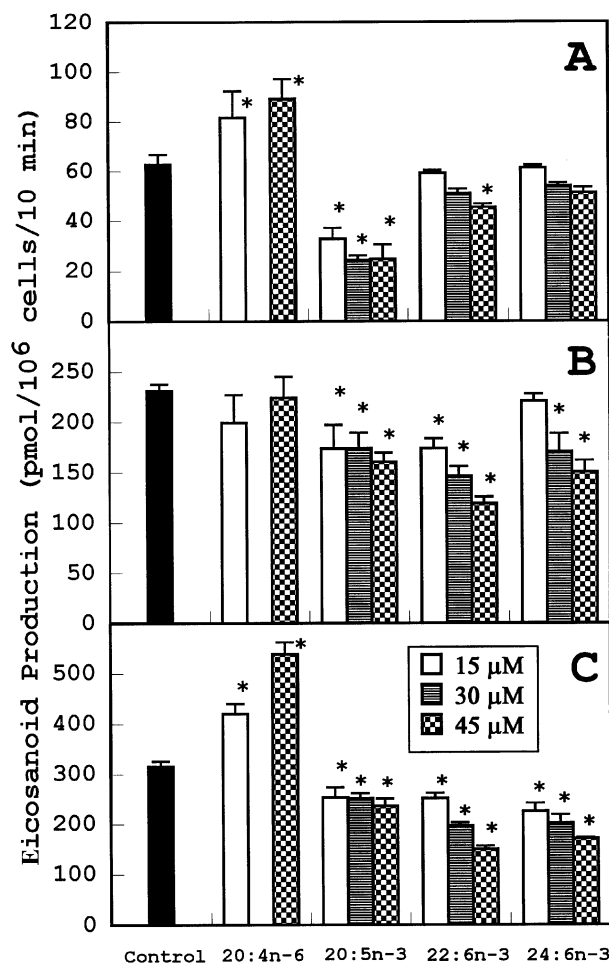 Eicosanoid Production (pmol/10⁶ cells/10 min)
120
100
80
60
40
20
0
A
* *
* * *
*
250
200
150
100
50
0
B
* * *
* * *
* *
500
400
300
200
100
0
C
15 µM
30 µM
45 µM
* *
* * *
* * *
* * *
Control 20:4n-6 20:5n-3 22:6n-3 24:6n-3